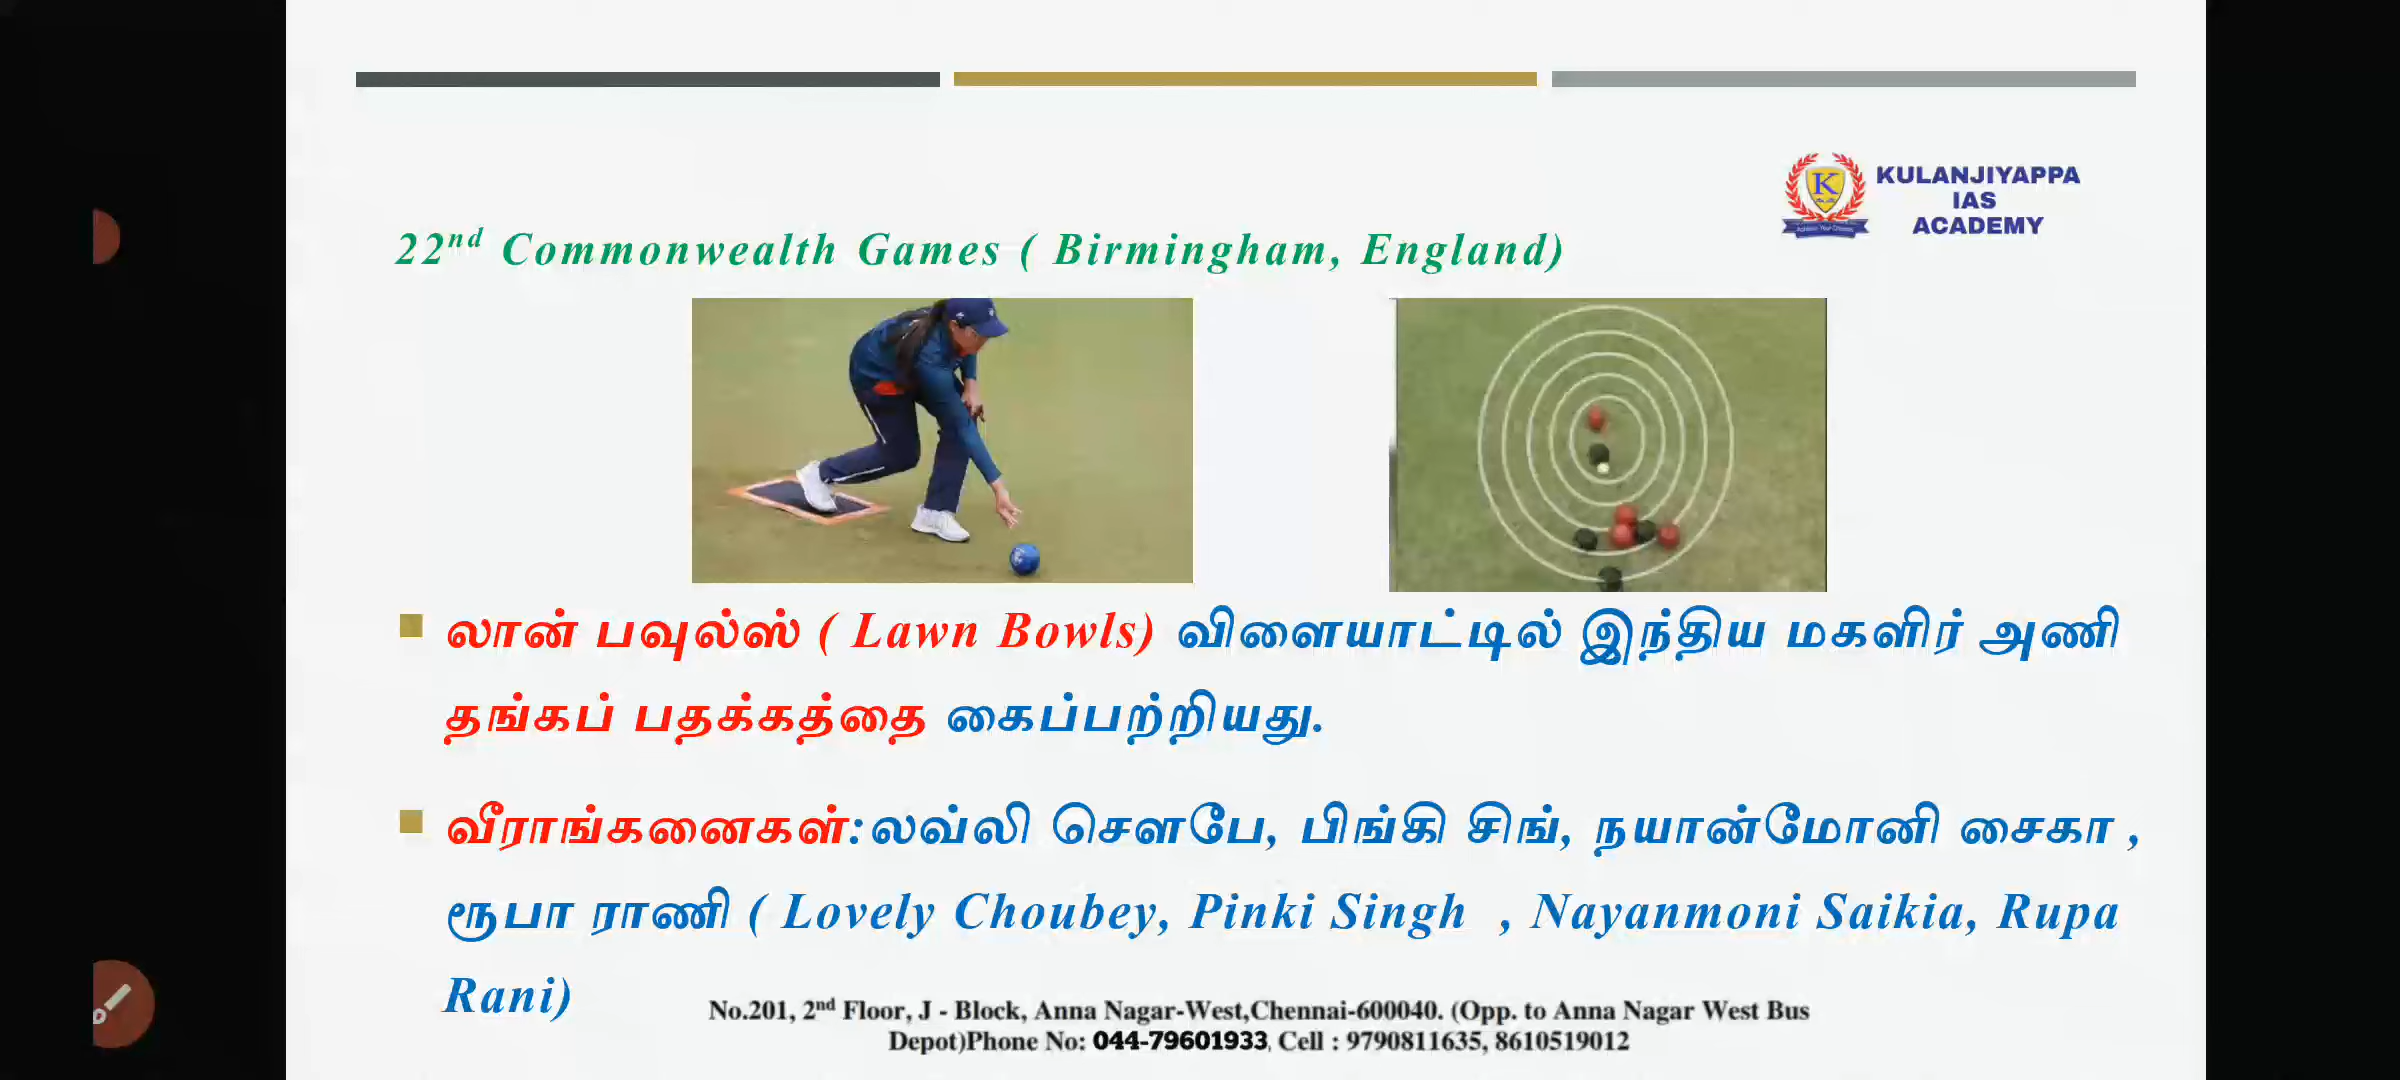 KULANJIYAPPA
IAS
ACADEMY
22nd Commonwealth Games ( Birmingham, England)
லான் பவுல்ஸ் ( Lawn Bowls) விளையாட்டில் இந்திய மகளிர் அணி
தங்கப் பதக்கத்தை கைப்பற்றியது.
வீராங்கனைகள்:லவ்லி சௌபே, பிங்கி சிங், நயான்மோனி சைகா ,
ரூபா ராணி ( Lovely Choubey, Pinki Singh , Nayanmoni Saikia, Rupa
Rani)
No.201, 2nd Floor, J - Block, Anna Nagar-West,Chennai-600040. (Opp. to Anna Nagar West Bus
Depot)Phone No: 044-79601933, Cell : 9790811635, 8610519012